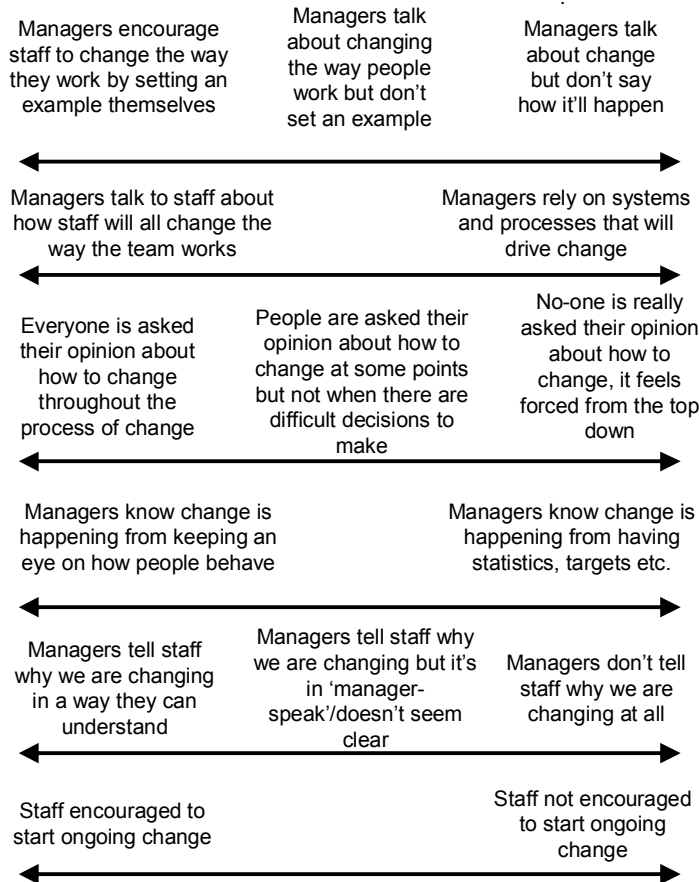 Managers encourage
staff to change the way
they work by setting an
example themselves
Managers talk
about changing
the way people
work but don't
set an example
Managers talk
about change
but don't say
how it'll happen
Managers talk to staff about
how staff will all change the
way the team works
Managers rely on systems
and processes that will
drive change
Everyone is asked
their opinion about
how to change
throughout the
process of change
People are asked their
opinion about how to
change at some points
but not when there are
difficult decisions to
make
No-one is really
asked their opinion
about how to
change, it feels
forced from the top
down
Managers know change is
happening from keeping an
eye on how people behave
Managers know change is
happening from having
statistics, targets etc.
Managers tell staff
why we are changing
in a way they can
understand
Managers tell staff why
we are changing but it's
in ‘manager-
speak’/doesn't seem
clear
Managers don't tell
staff why we are
changing at all
Staff encouraged to
start ongoing change
Staff not encouraged
to start ongoing
change